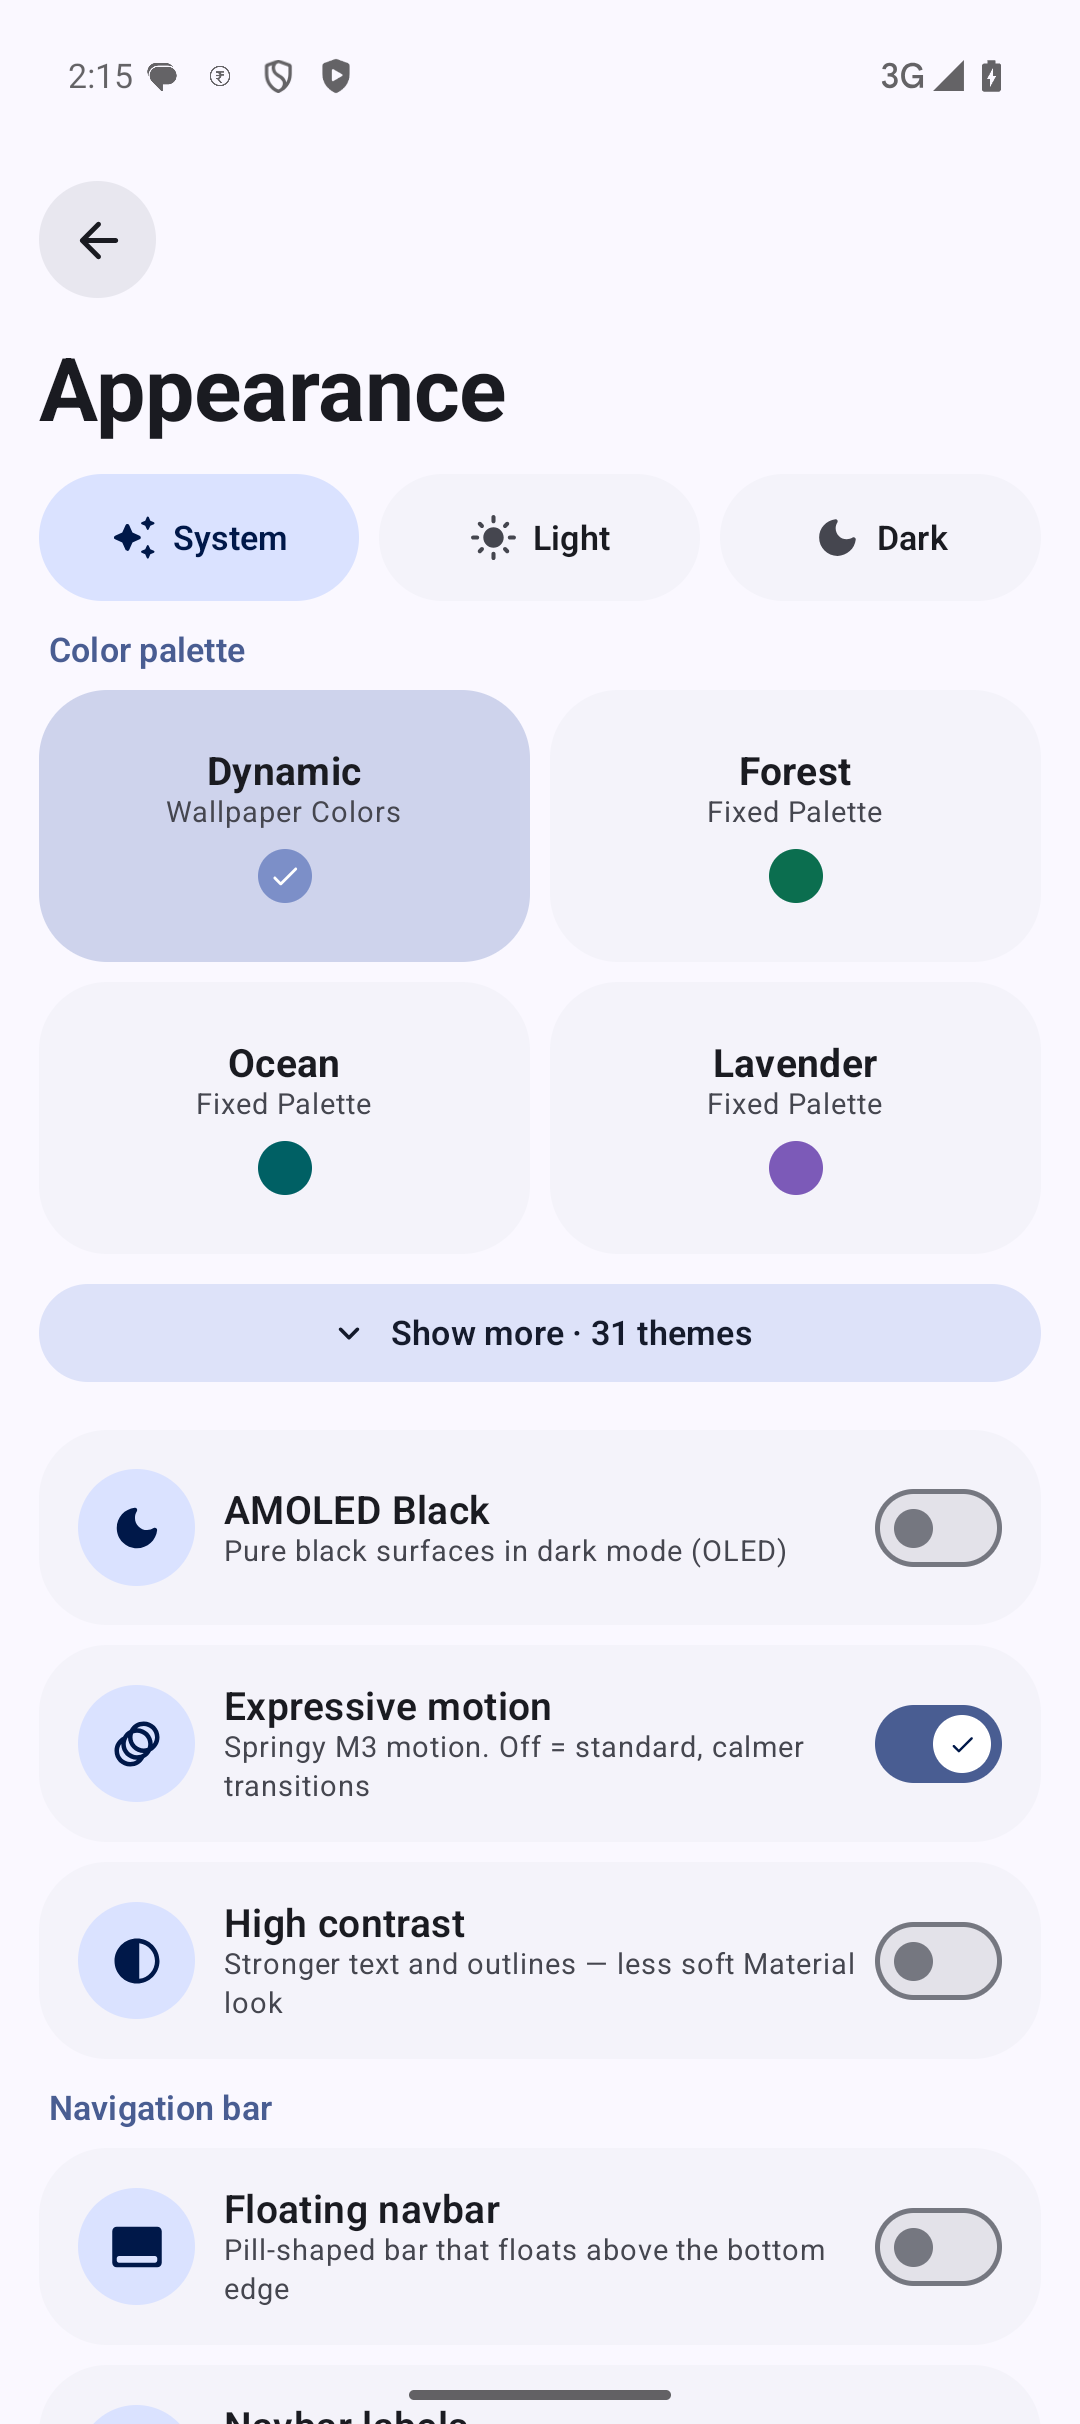 2:15
3G
Appearance
System
Light
Dark
Color palette
Dynamic
Wallpaper Colors
Forest
Fixed Palette
Ocean
Fixed Palette
Lavender
Fixed Palette
Show more · 31 themes
AMOLED Black
Pure black surfaces in dark mode (OLED)
Expressive motion
Springy M3 motion. Off = standard, calmer
transitions
High contrast
Stronger text and outlines — less soft Material
look
Navigation bar
Floating navbar
Pill-shaped bar that floats above the bottom
edge
Navbar labels